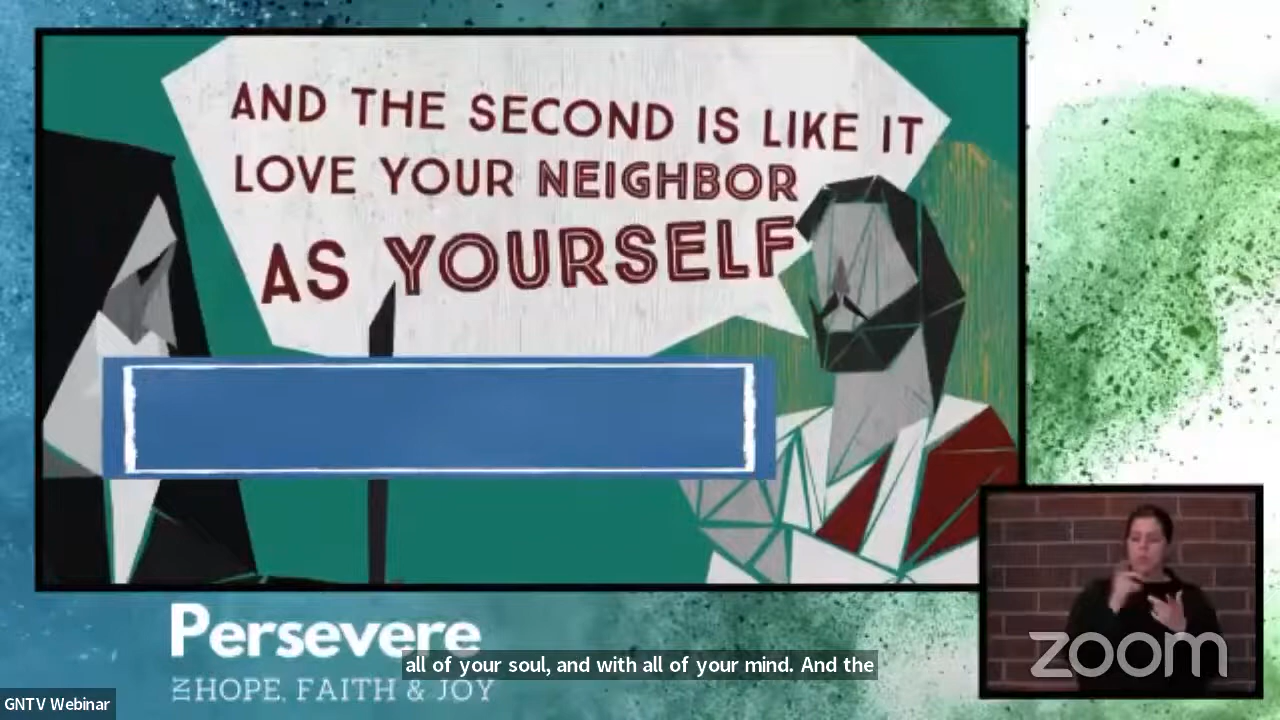 AND THE SECOND IS LIKE IT
LOVE YOUR NEIGHBOR
AS YOURSELF
Persevere
IN HOPE, FAITH & JOY
all of your soul, and with all of your mind. And the
zoom
GNTV Webinar